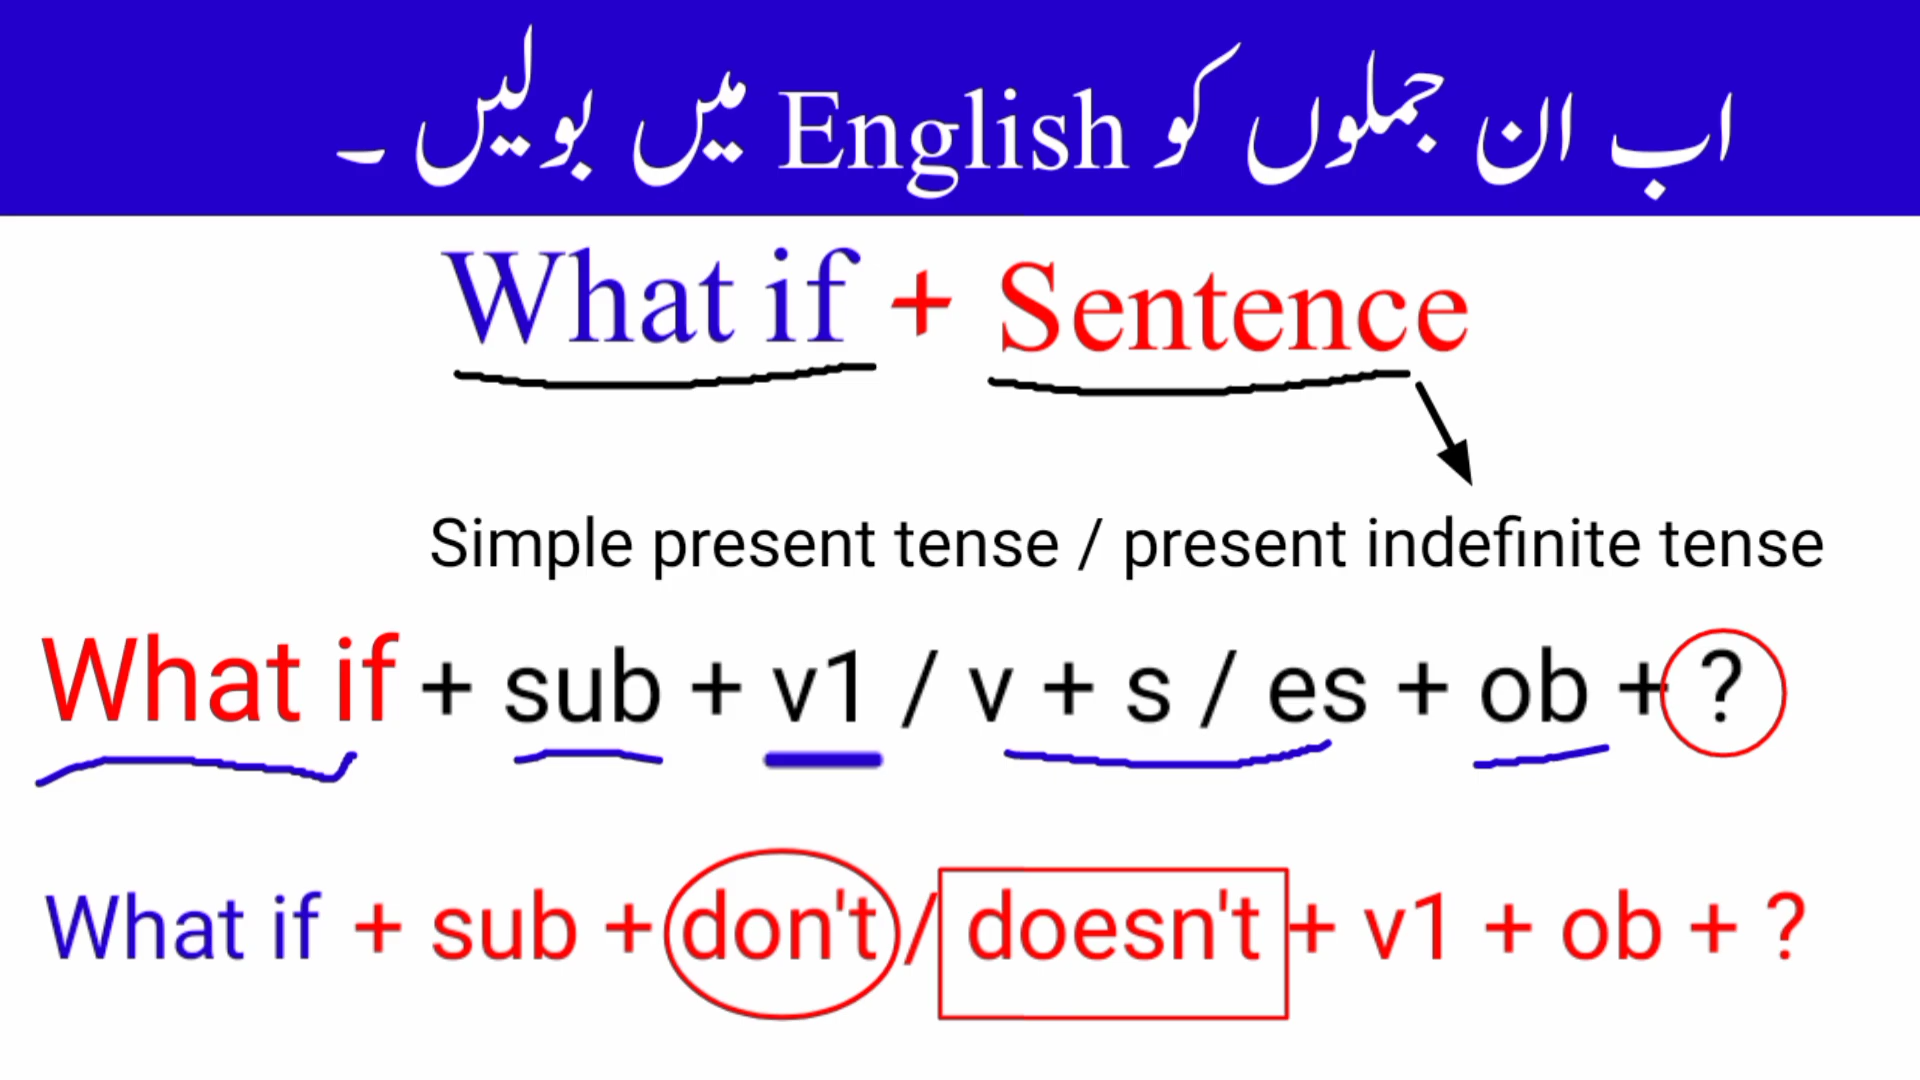 اب ان جملوں کو English میں بولیں ۔
What if + Sentence
Simple present tense / present indefinite tense
What if + sub + v1 / v + s / es + ob + ?
What if + sub + don't / doesn't + v1 + ob + ?